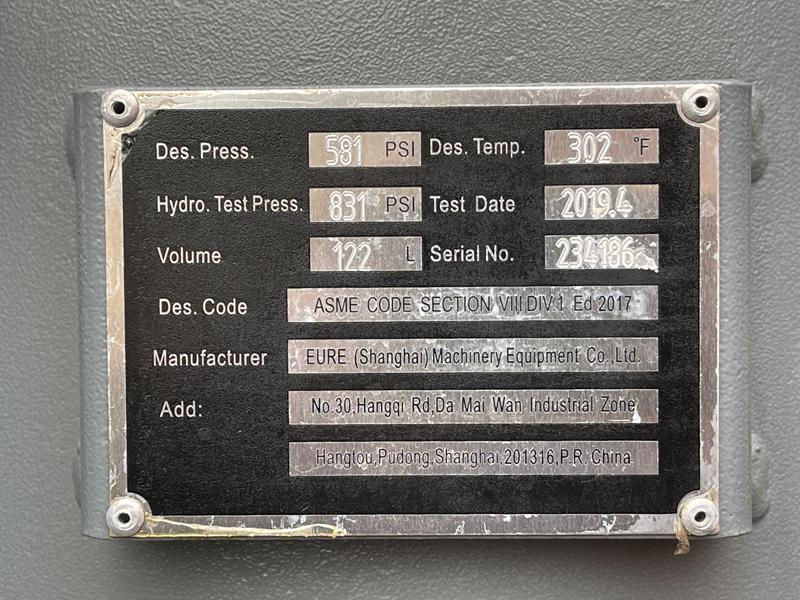 Des. Press. 581 PSI Des. Temp. 302 °F
Hydro. Test Press. 831 PSI Test Date 2019.4
Volume 122 L Serial No. 234186
Des. Code ASME CODE SECTION VIII DIV.1 Ed 2017
Manufacturer EURE (Shanghai) Machinery Equipment Co.,Ltd.
Add: No.30,Hangqi Rd,Da Mai Wan Industrial Zone
Hangtou,Pudong,Shanghai,201316,P.R. China